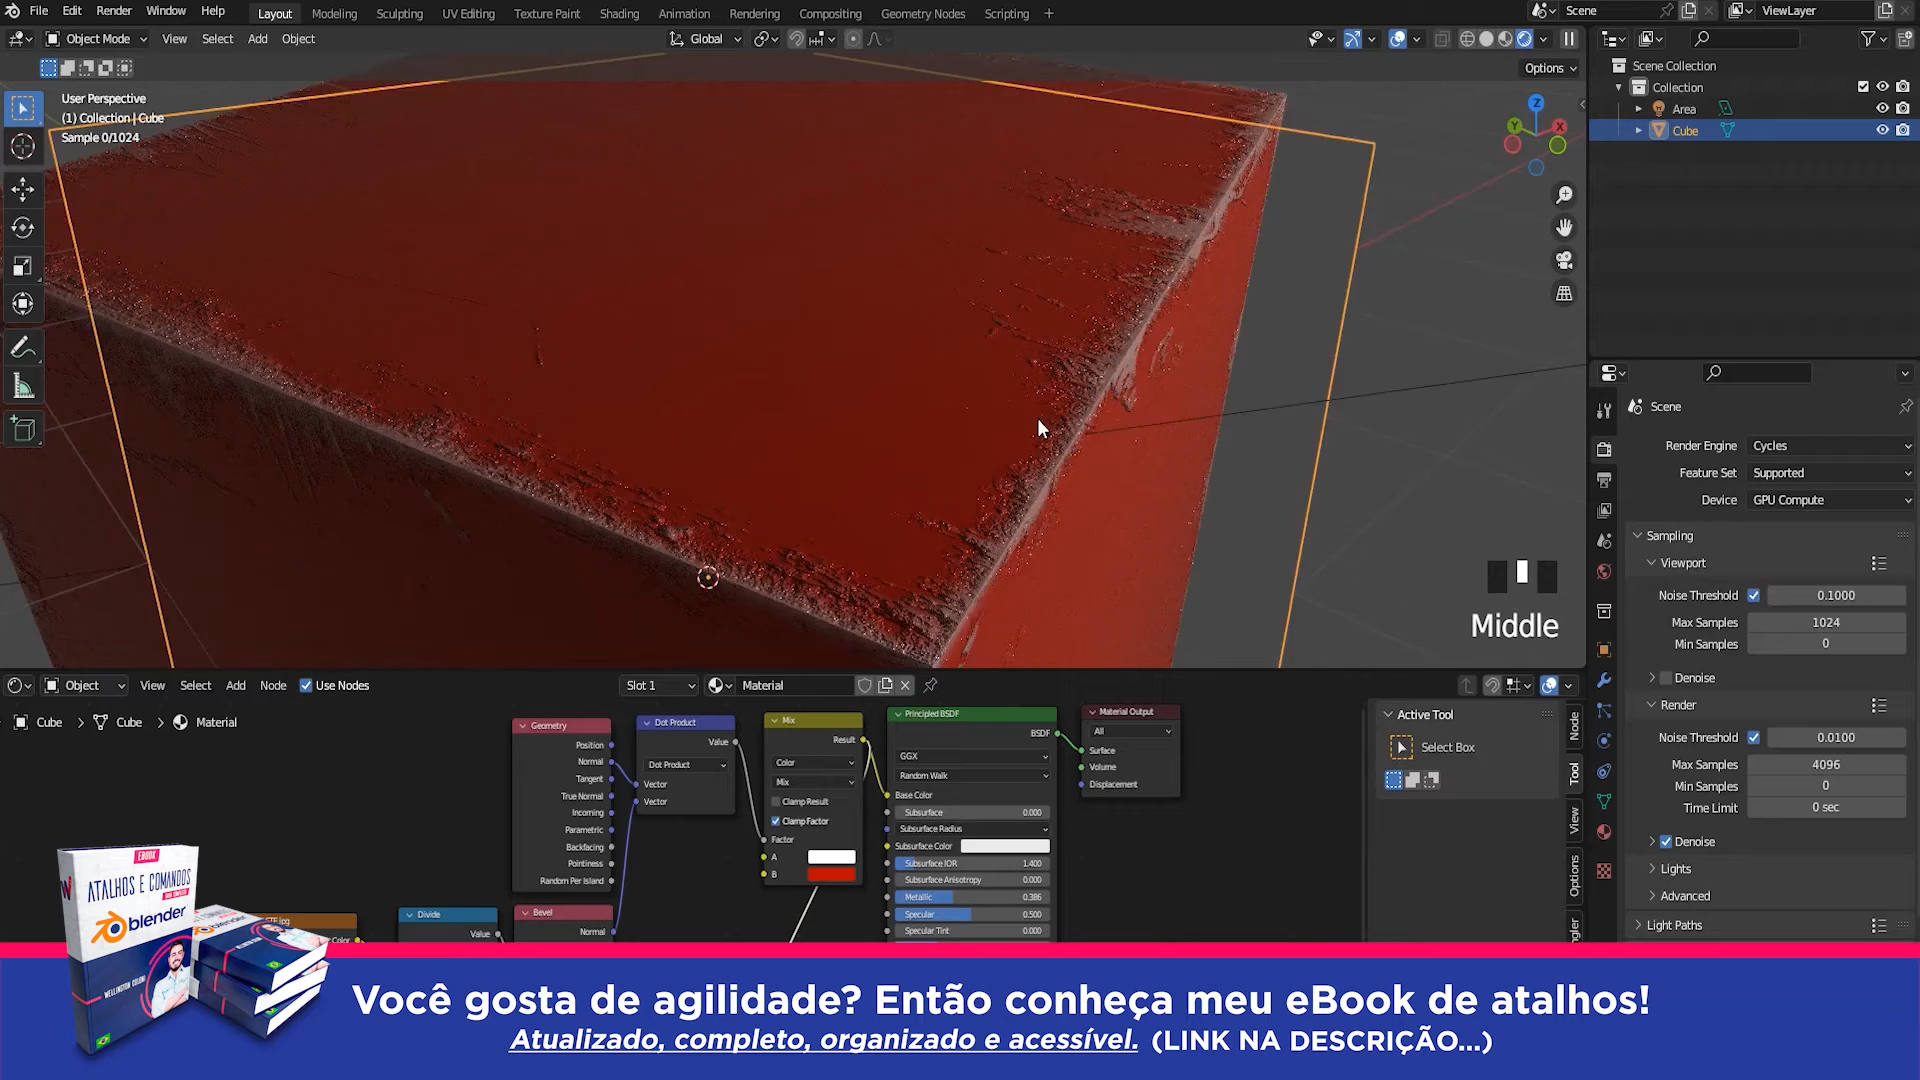 File Edit Render Window Help Layout Modeling Sculpting UV Editing Texture Paint Shading Animation Rendering Compositing Geometry Nodes Scripting + Scene ViewLayer
Object Mode View Select Add Object Global
Options
User Perspective
(1) Collection | Cube
Sample 0/1024
Z
Y X
Middle
Scene Collection
Collection
Area
Cube
Scene
Render Engine Cycles
Feature Set Supported
Device GPU Compute
Sampling
Viewport
Noise Threshold 0.1000
Max Samples 1024
Min Samples 0
Denoise
Render
Noise Threshold 0.0100
Max Samples 4096
Min Samples 0
Time Limit 0 sec
Denoise
Lights
Advanced
Light Paths
Object View Select Add Node Use Nodes Slot 1 Material
Cube > Cube > Material
Geometry
Position
Normal
Tangent
True Normal
Incoming
Parametric
Backfacing
Pointiness
Random Per Island
Dot Product
Value
Dot Product
Vector
Vector
Mix
Result
Color
Mix
Clamp Result
Clamp Factor
Factor
A
B
Principled BSDF
BSDF
GGX
Random Walk
Base Color
Subsurface 0.000
Subsurface Radius
Subsurface Color
Subsurface IOR 1.400
Subsurface Anisotropy 0.000
Metallic 0.386
Specular 0.500
Specular Tint 0.000
Material Output
All
Surface
Volume
Displacement
Divide
Value
Bevel
Normal
Color
Active Tool
Select Box
Node
Tool
View
Options
EBOOK
ATALHOS E COMANDOS
blender
WELLINGTON COLONI
Você gosta de agilidade? Então conheça meu eBook de atalhos!
Atualizado, completo, organizado e acessível. (LINK NA DESCRIÇÃO...)